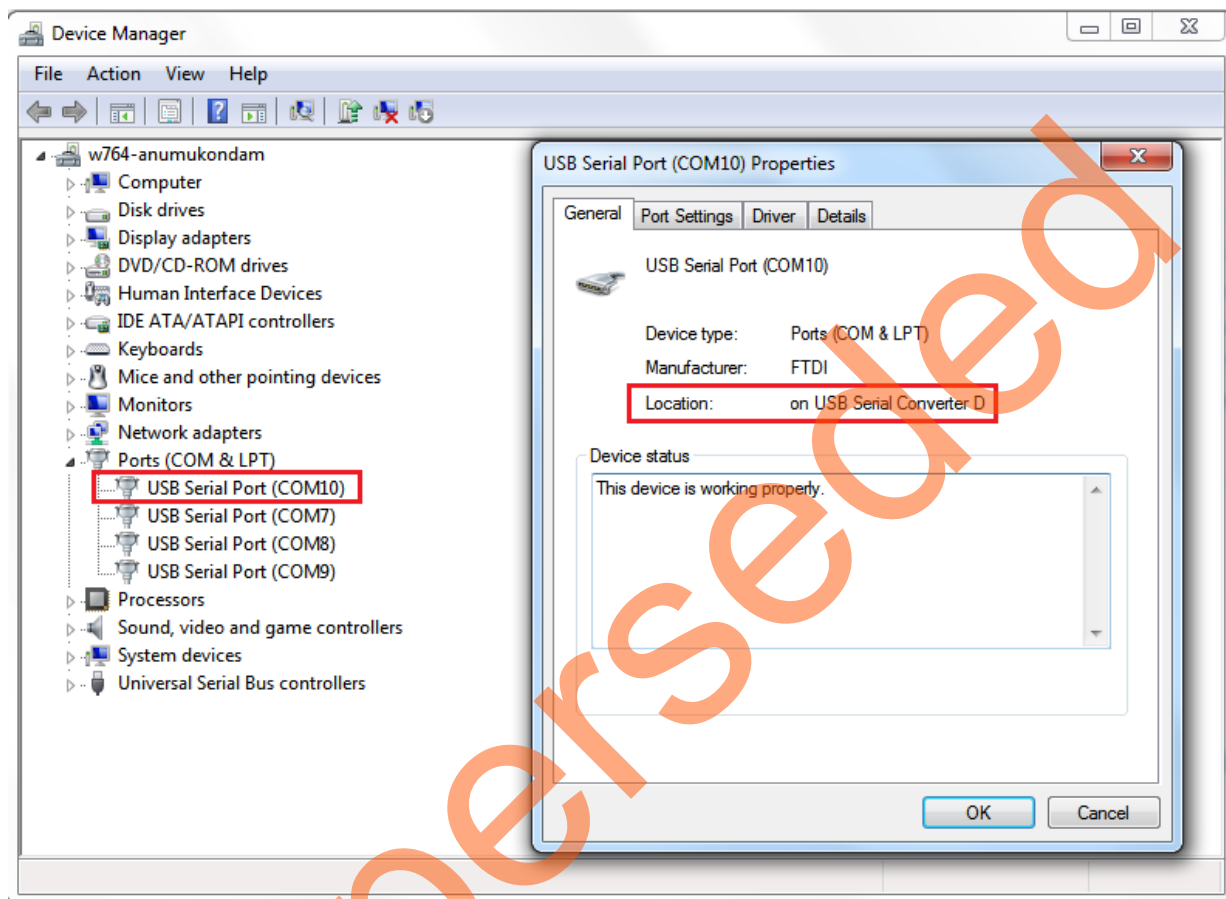 Device Manager
File Action View Help
w764-anumukondam
Computer
Disk drives
Display adapters
DVD/CD-ROM drives
Human Interface Devices
IDE ATA/ATAPI controllers
Keyboards
Mice and other pointing devices
Monitors
Network adapters
Ports (COM & LPT)
USB Serial Port (COM10)
USB Serial Port (COM7)
USB Serial Port (COM8)
USB Serial Port (COM9)
Processors
Sound, video and game controllers
System devices
Universal Serial Bus controllers
USB Serial Port (COM10) Properties
General Port Settings Driver Details
USB Serial Port (COM10)
Device type: Ports (COM & LPT)
Manufacturer: FTDI
Location: on USB Serial Converter D
Device status
This device is working properly.
OK Cancel
perseded